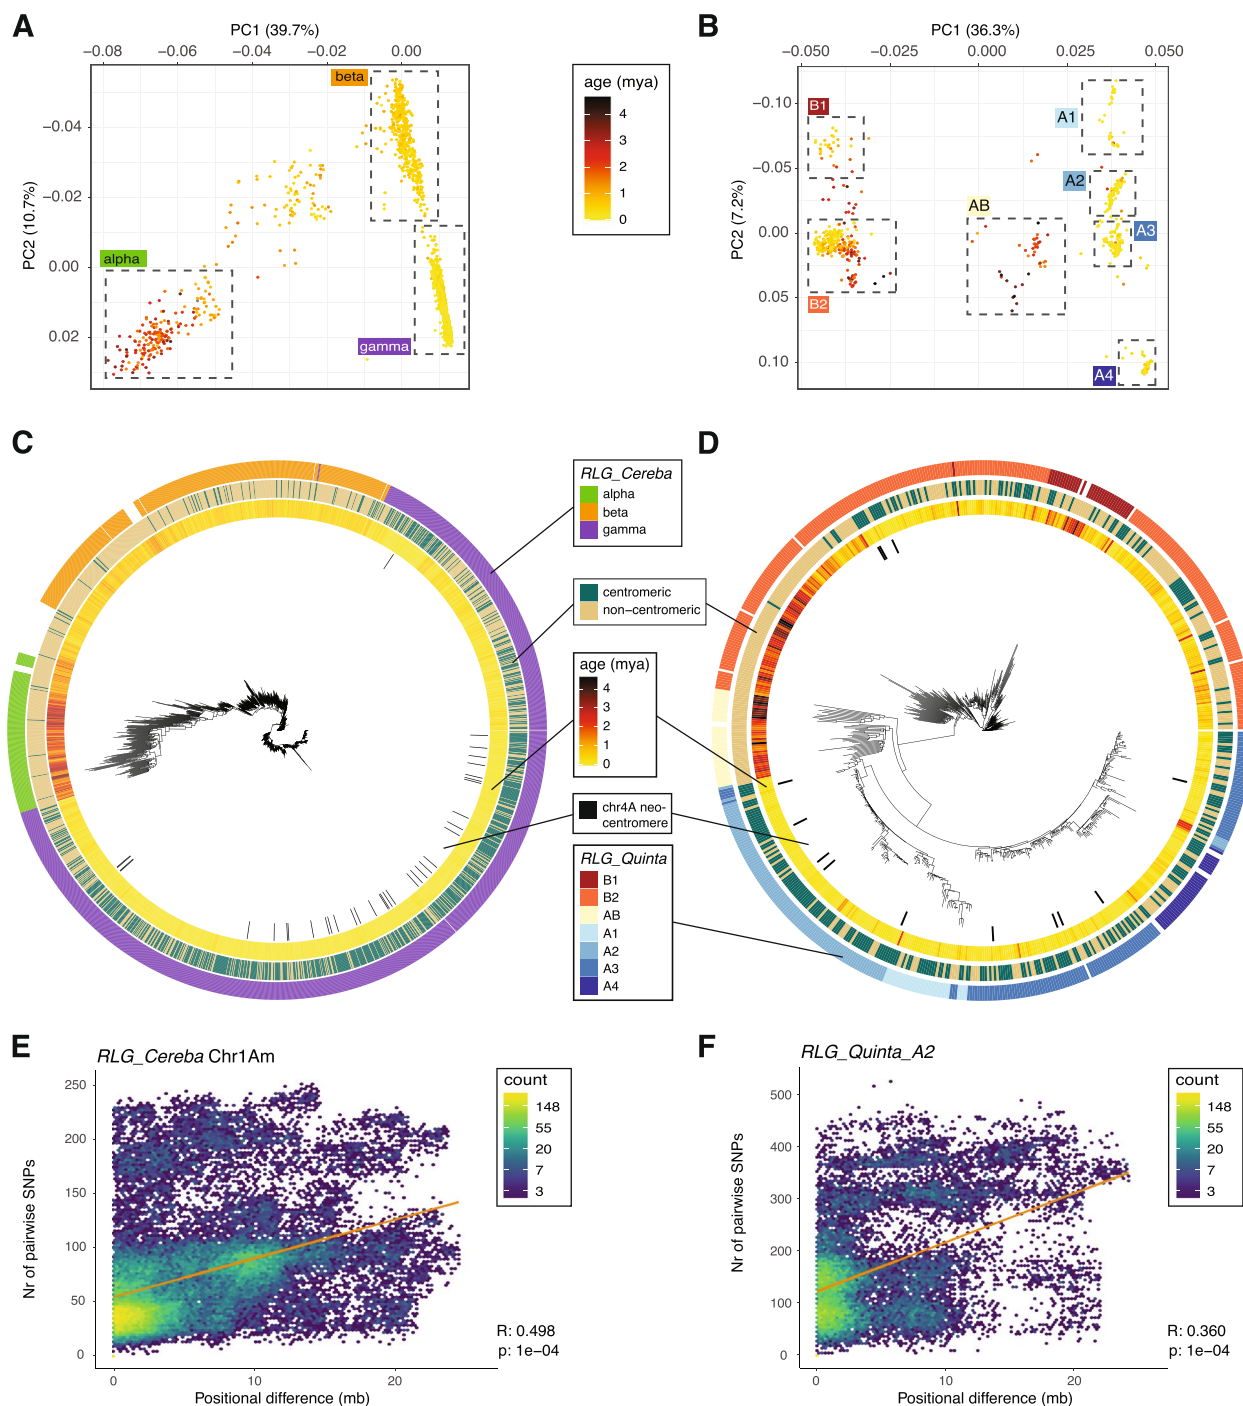 A
PC1 (39.7%)
−0.08 −0.06 −0.04 −0.02 0.00
PC2 (10.7%)
−0.04
−0.02
0.00
0.02
beta
alpha
gamma
age (mya)
4
3
2
1
0
B
PC1 (36.3%)
−0.050 −0.025 0.000 0.025 0.050
PC2 (7.2%)
−0.10
−0.05
0.00
0.05
0.10
B1
A1
A2
AB
A3
B2
A4
C
RLG_Cereba
alpha
beta
gamma
centromeric
non−centromeric
age (mya)
4
3
2
1
0
chr4A neo-
centromere
RLG_Quinta
B1
B2
AB
A1
A2
A3
A4
D
E
RLG_Cereba Chr1Am
Nr of pairwise SNPs
250
200
150
100
50
0
0 10 20
Positional difference (mb)
count
148
55
20
7
3
R: 0.498
p: 1e−04
F
RLG_Quinta_A2
Nr of pairwise SNPs
500
400
300
200
100
0
0 10 20
Positional difference (mb)
count
148
55
20
7
3
R: 0.360
p: 1e−04